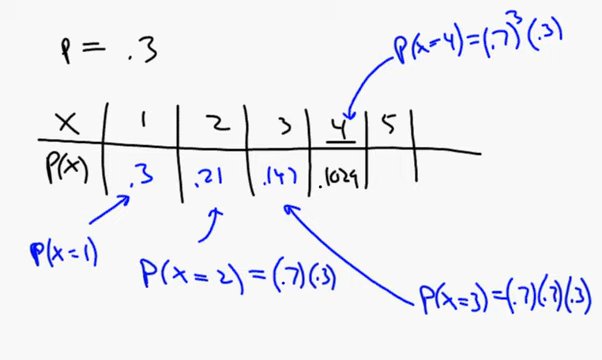 p = .3
P(x=4)=(.7)³(.3)
X 1 2 3 4 5
P(x) .3 .21 .147 .1029
P(x=1)
P(x=2)=(.7)(.3)
P(x=3)=(.7)(.7)(.3)